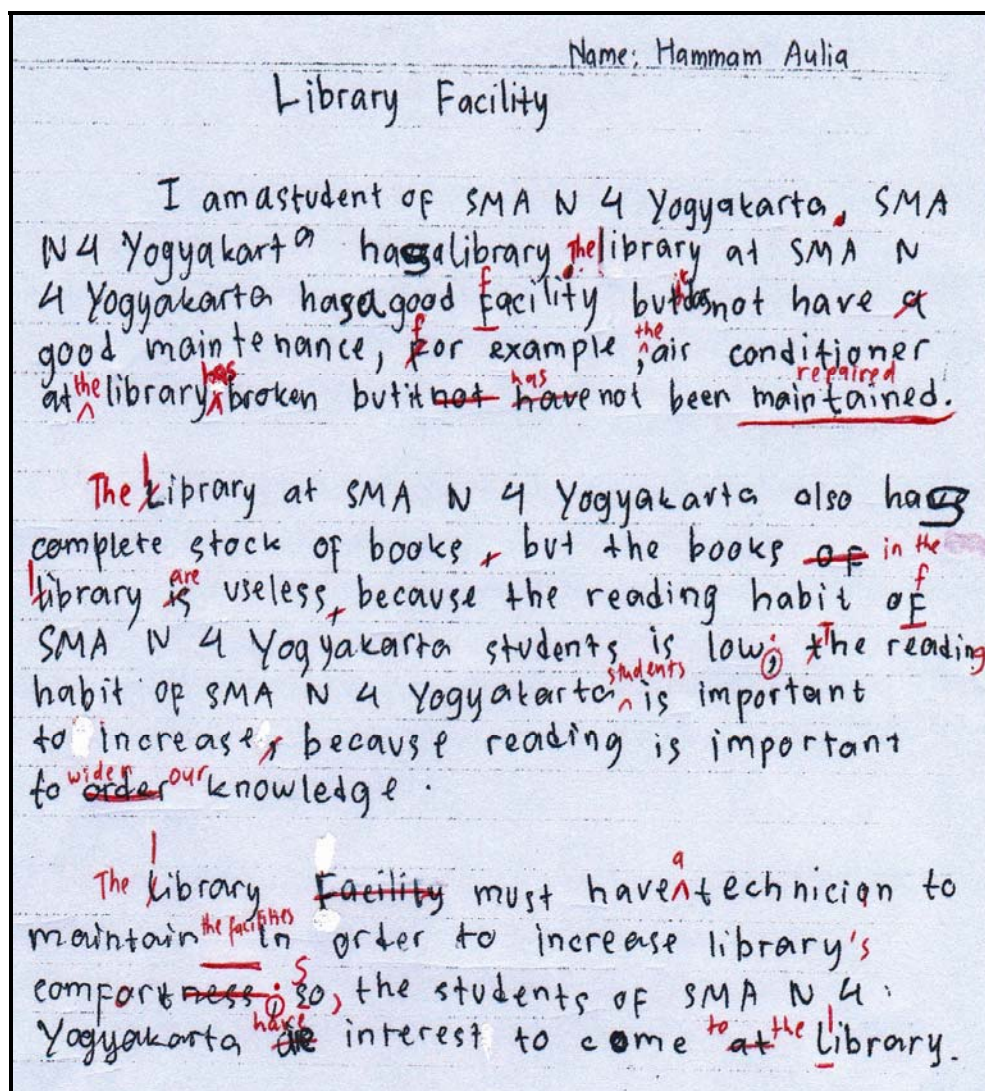 Name: Hammam Aulia
Library Facility
I am a student of SMA N 4 Yogyakarta. SMA
N 4 Yogyakarta has a library. The library at SMA N
4 Yogyakarta has a good facility but does not have a
good maintenance, for example, the air conditioner
at the library has broken but it not have has not been maintained. repaired
The library at SMA N 4 Yogyakarta also has
complete stock of books, but the books of in the
library is are useless, because the reading habit of f
SMA N 4 Yogyakarta students is low. The reading
habit of SMA N 4 Yogyakarta students is important
to increase, because reading is important
to order widen our knowledge.
The library Facility must have a technician to
maintain the facilities in order to increase library's
comfortness. So, the students of SMA N 4
Yogyakarta are have interest to come at to the library.